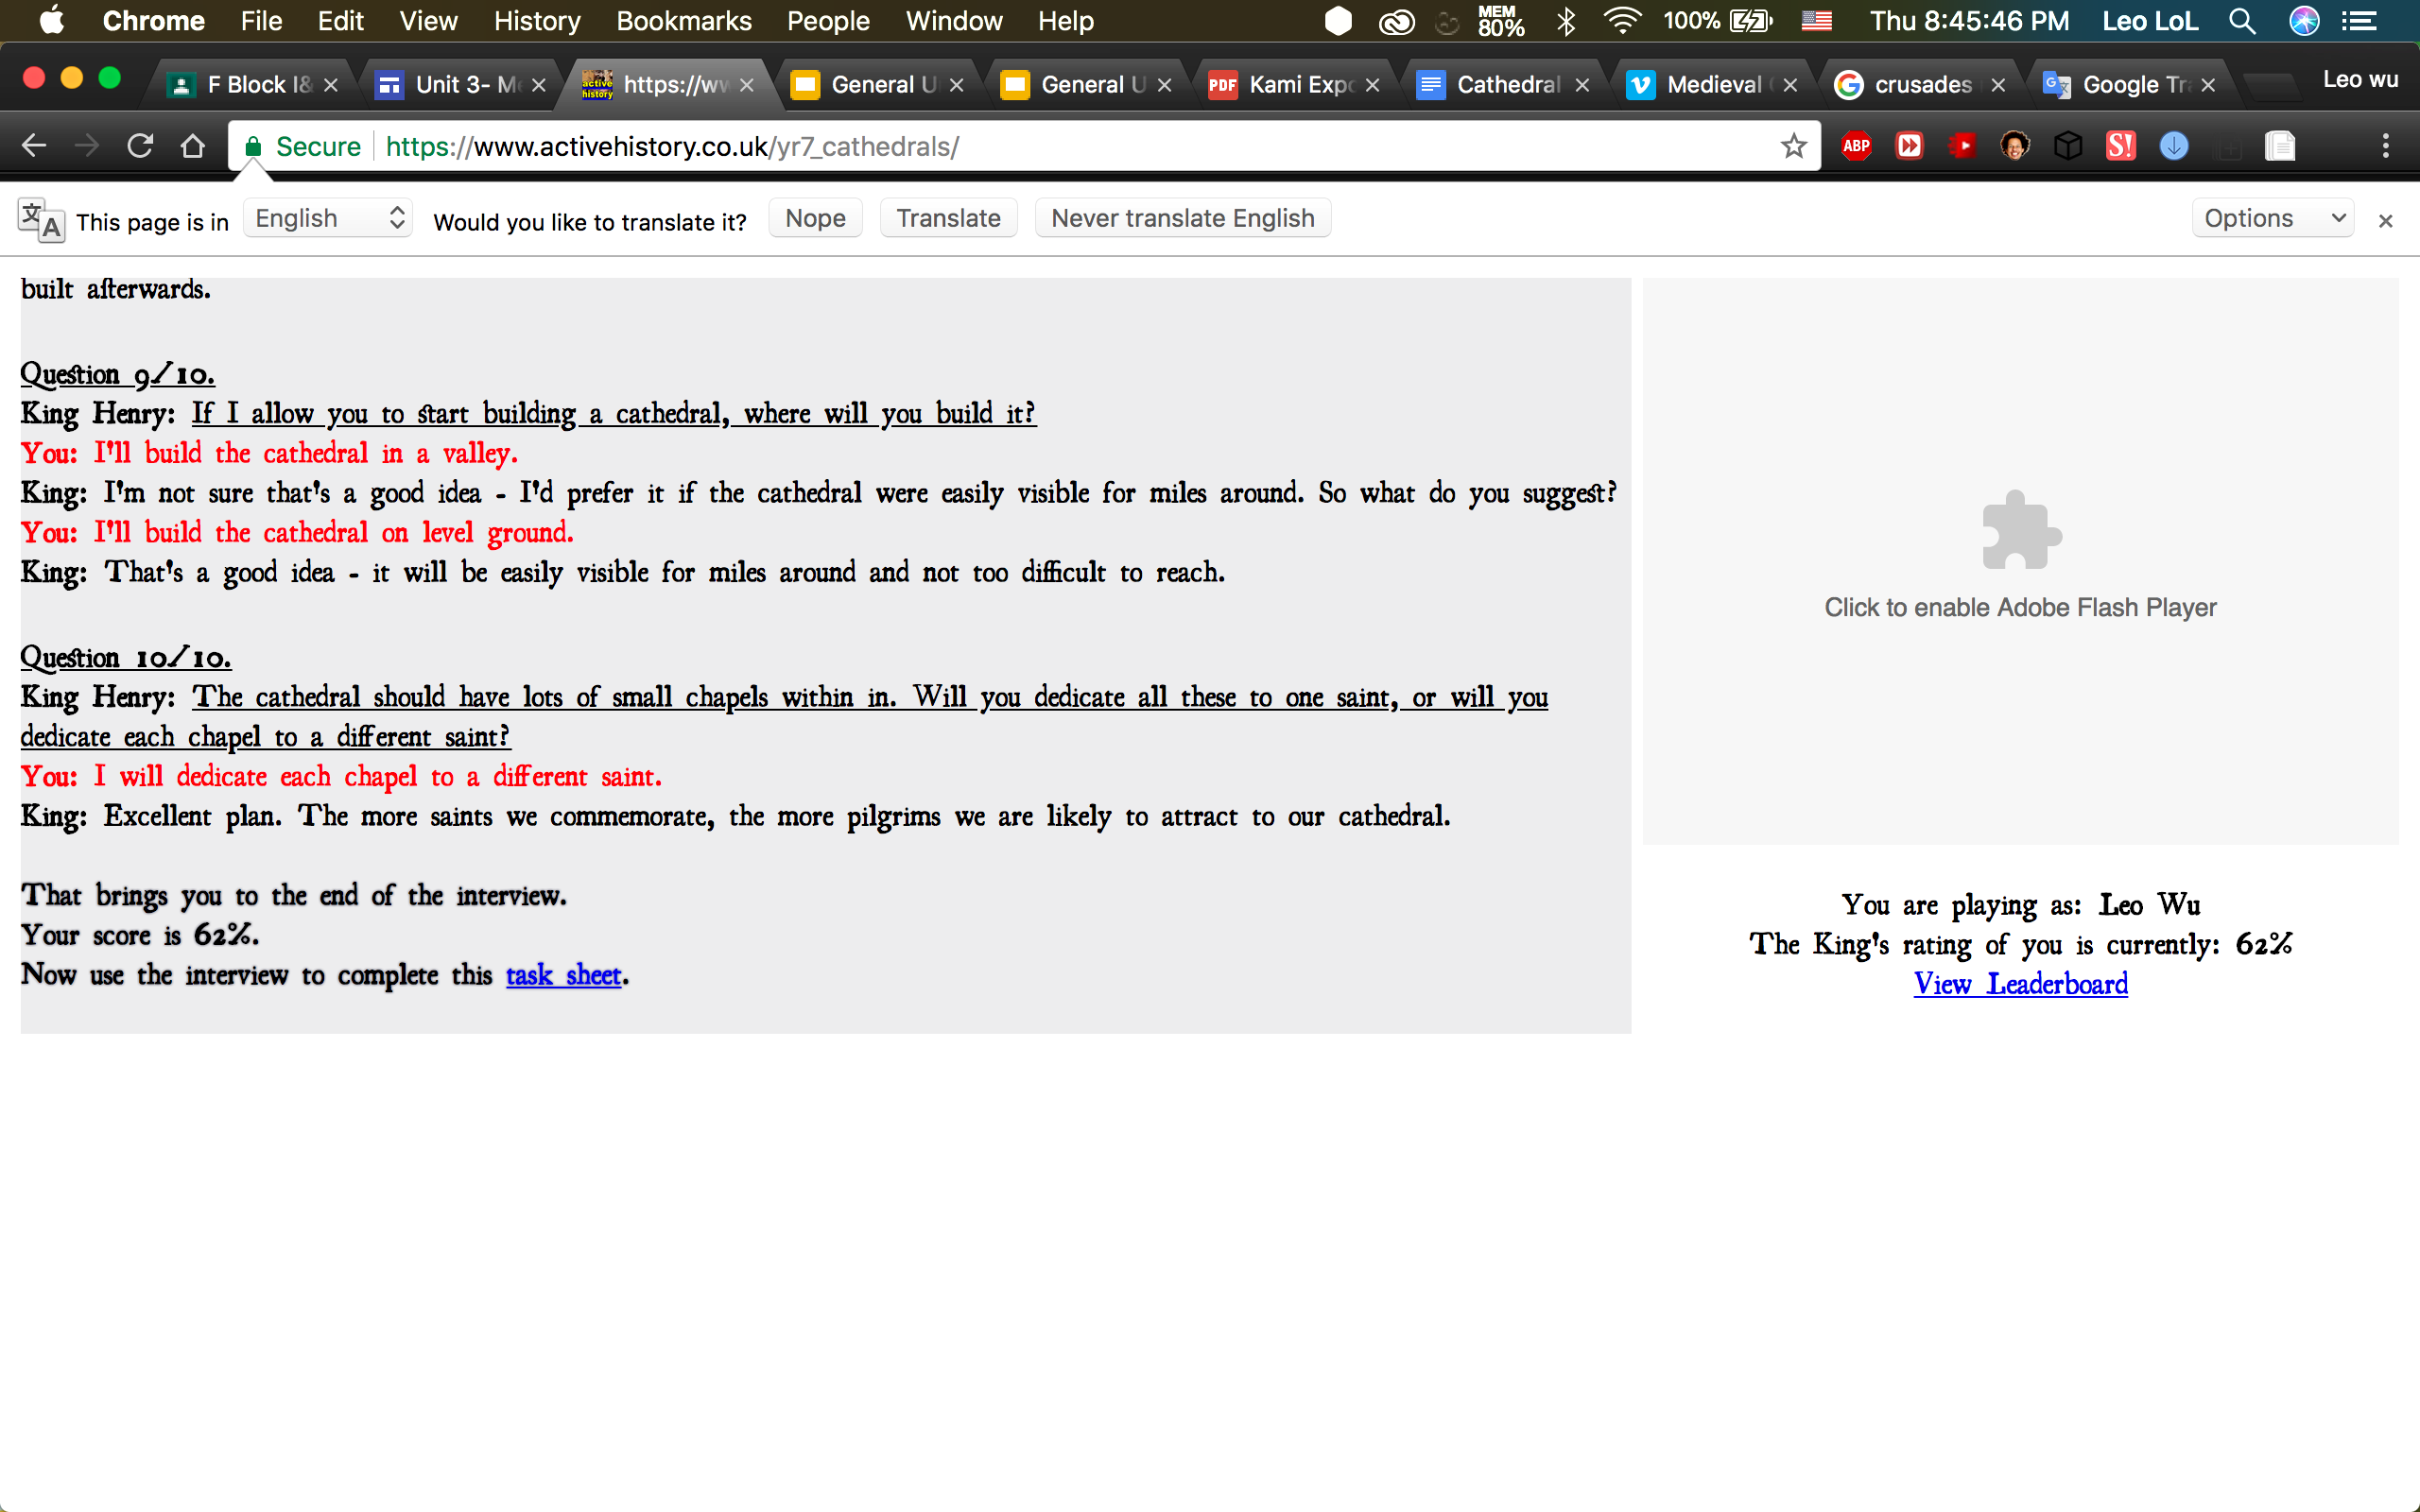 Chrome File Edit View History Bookmarks People Window Help MEM 80% 100% Thu 8:45:46 PM Leo LoL
F Block I& Unit 3- M https://ww General U General U Kami Expo Cathedral Medieval crusades Google Tr Leo wu
Secure https://www.activehistory.co.uk/yr7_cathedrals/
This page is in English Would you like to translate it? Nope Translate Never translate English Options
built afterwards.
Question 9/10.
King Henry: If I allow you to start building a cathedral, where will you build it?
You: I'll build the cathedral in a valley.
King: I'm not sure that's a good idea - I'd prefer it if the cathedral were easily visible for miles around. So what do you suggest?
You: I'll build the cathedral on level ground.
King: That's a good idea - it will be easily visible for miles around and not too difficult to reach.
Question 10/10.
King Henry: The cathedral should have lots of small chapels within in. Will you dedicate all these to one saint, or will you
dedicate each chapel to a different saint?
You: I will dedicate each chapel to a different saint.
King: Excellent plan. The more saints we commemorate, the more pilgrims we are likely to attract to our cathedral.
That brings you to the end of the interview.
Your score is 62%.
Now use the interview to complete this task sheet.
Click to enable Adobe Flash Player
You are playing as: Leo Wu
The King's rating of you is currently: 62%
View Leaderboard